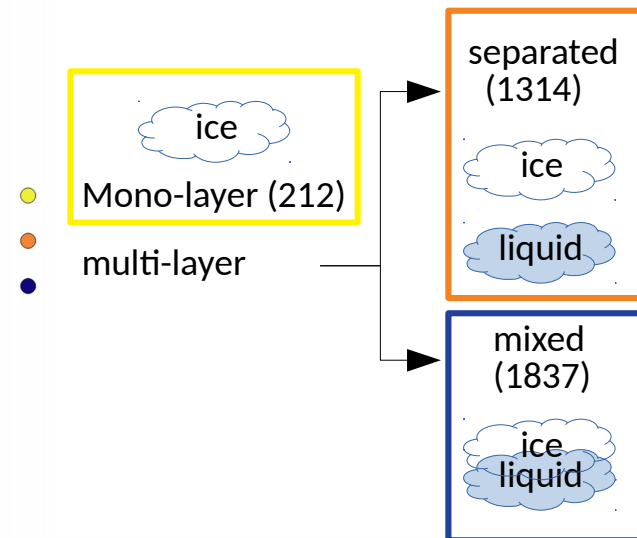 ice
Mono-layer (212)
multi-layer
separated
(1314)
ice
liquid
mixed
(1837)
ice
liquid